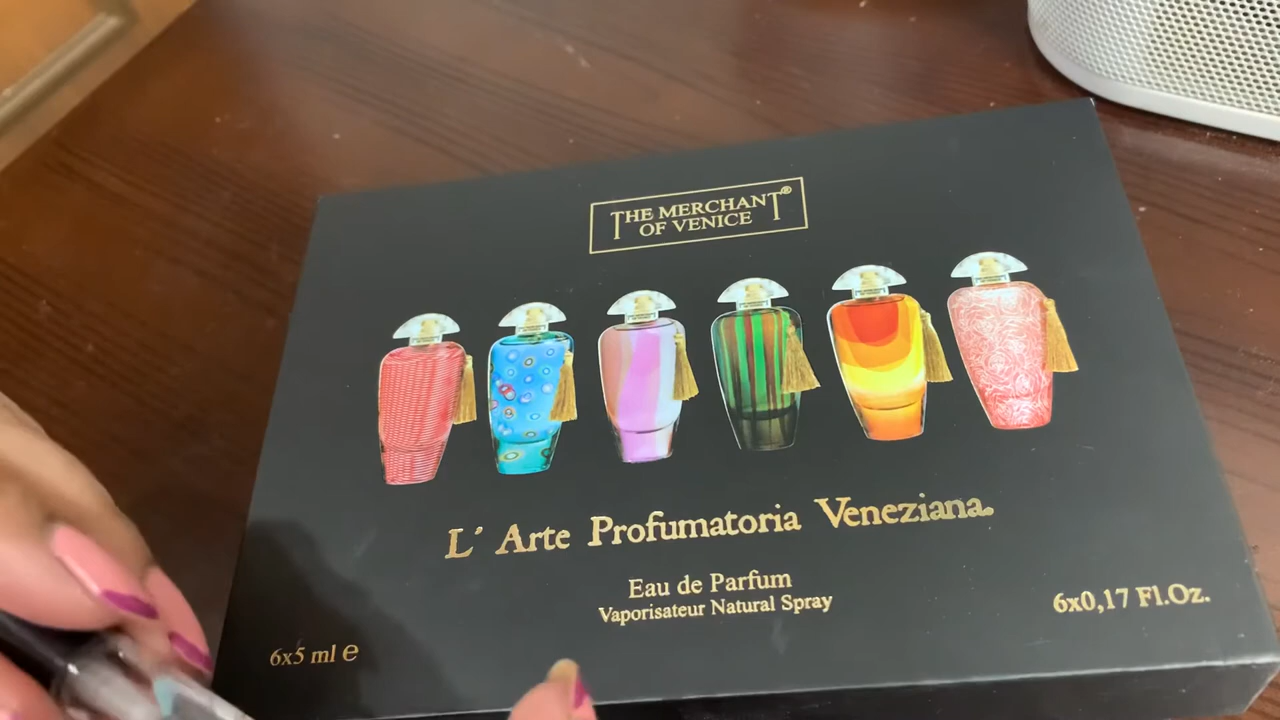 THE MERCHANT®
OF VENICE
L' Arte Profumatoria Veneziana
Eau de Parfum
Vaporisateur Natural Spray
6x5 ml ℮
6x0,17 Fl.Oz.